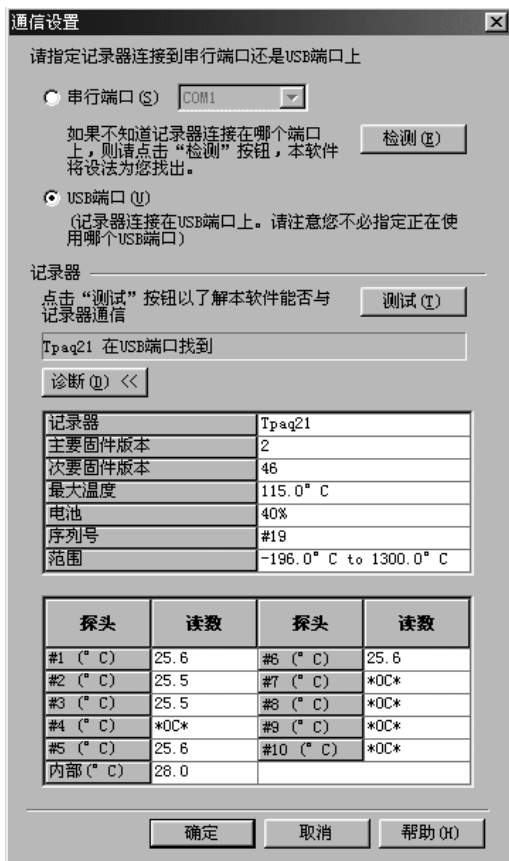 通信设置
请指定记录器连接到串行端口还是USB端口上
串行端口(S) COM1
如果不知道记录器连接在哪个端口
上，则请点击“检测”按钮，本软件
将设法为您找出。
检测(E)
USB端口(U)
(记录器连接在USB端口上。请注意您不必指定正在使
用哪个USB端口)
记录器
点击“测试”按钮以了解本软件能否与
记录器通信
测试(T)
Tpaq21 在USB端口找到
诊断(D) <<
记录器 Tpaq21
主要固件版本 2
次要固件版本 46
最大温度 115.0° C
电池 40%
序列号 #19
范围 -196.0° C to 1300.0° C
探头 读数 探头 读数
#1 (° C) 25.6 #6 (° C) 25.6
#2 (° C) 25.5 #7 (° C) *OC*
#3 (° C) 25.5 #8 (° C) *OC*
#4 (° C) *OC* #9 (° C) *OC*
#5 (° C) 25.6 #10 (° C) *OC*
内部(° C) 28.0
确定 取消 帮助(H)